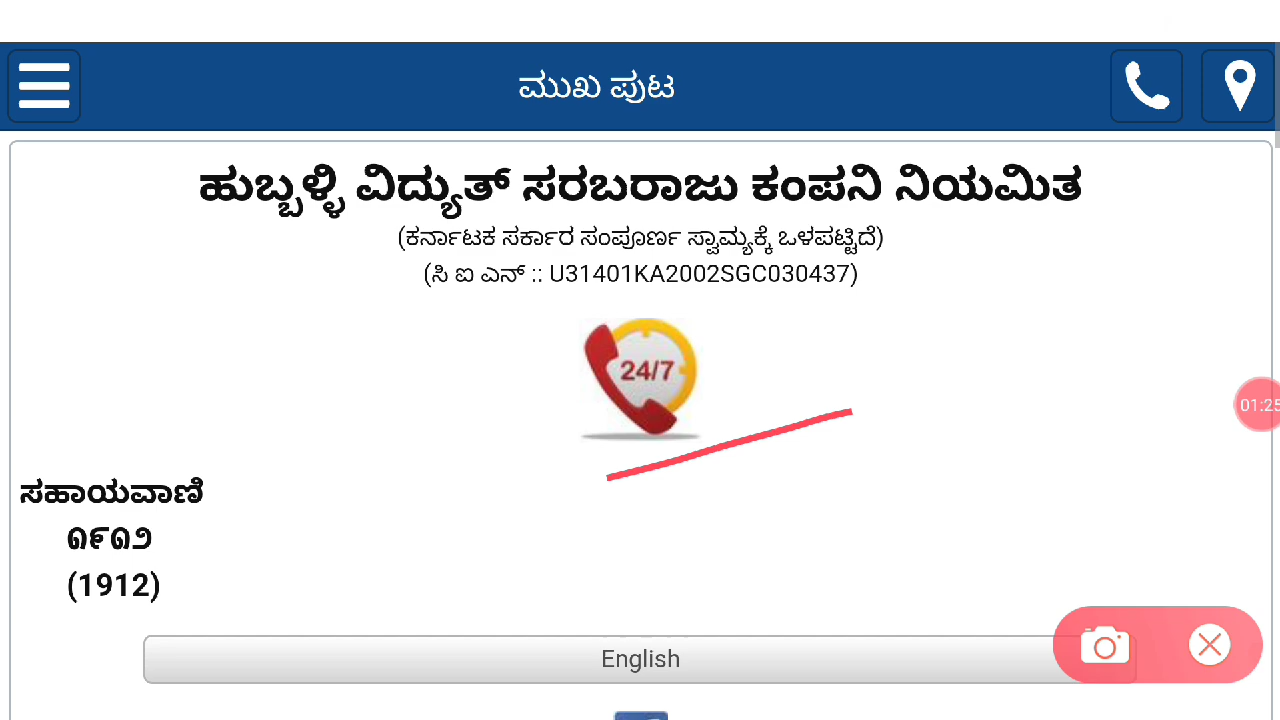 ಮುಖ ಪುಟ
ಹುಬ್ಬಳ್ಳಿ ವಿದ್ಯುತ್ ಸರಬರಾಜು ಕಂಪನಿ ನಿಯಮಿತ
(ಕರ್ನಾಟಕ ಸರ್ಕಾರ ಸಂಪೂರ್ಣ ಸ್ವಾಮ್ಯಕ್ಕೆ ಒಳಪಟ್ಟಿದೆ)
(ಸಿ ಐ ಎನ್ :: U31401KA2002SGC030437)
24/7
01:25
ಸಹಾಯವಾಣಿ
೧೯೧೨
(1912)
English